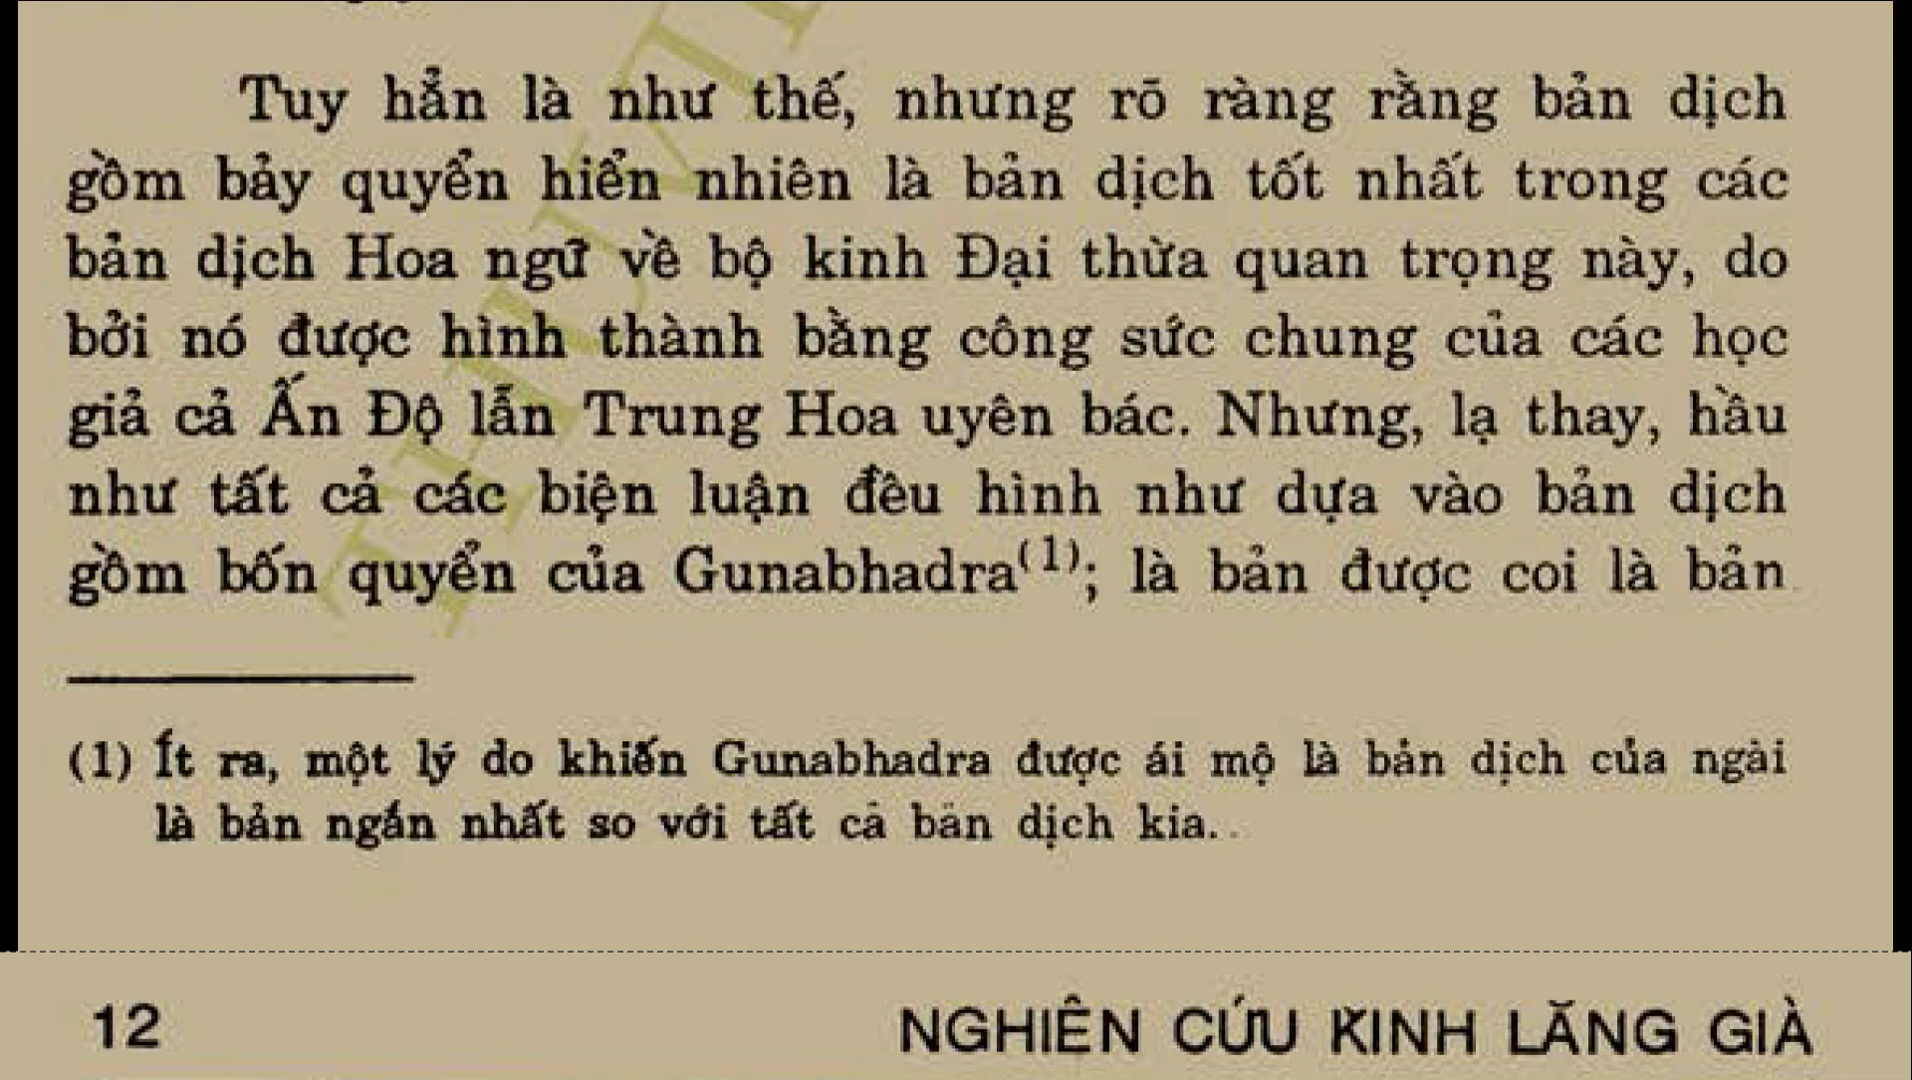 Tuy hẳn là như thế, nhưng rõ ràng rằng bản dịch
gồm bảy quyển hiển nhiên là bản dịch tốt nhất trong các
bản dịch Hoa ngữ về bộ kinh Đại thừa quan trọng này, do
bởi nó được hình thành bằng công sức chung của các học
giả cả Ấn Độ lẫn Trung Hoa uyên bác. Nhưng, lạ thay, hầu
như tất cả các biện luận đều hình như dựa vào bản dịch
gồm bốn quyển của Gunabhadra(1); là bản được coi là bản
(1) Ít ra, một lý do khiến Gunabhadra được ái mộ là bản dịch của ngài
là bản ngắn nhất so với tất cả bản dịch kia.
12 NGHIÊN CỨU KINH LĂNG GIÀ